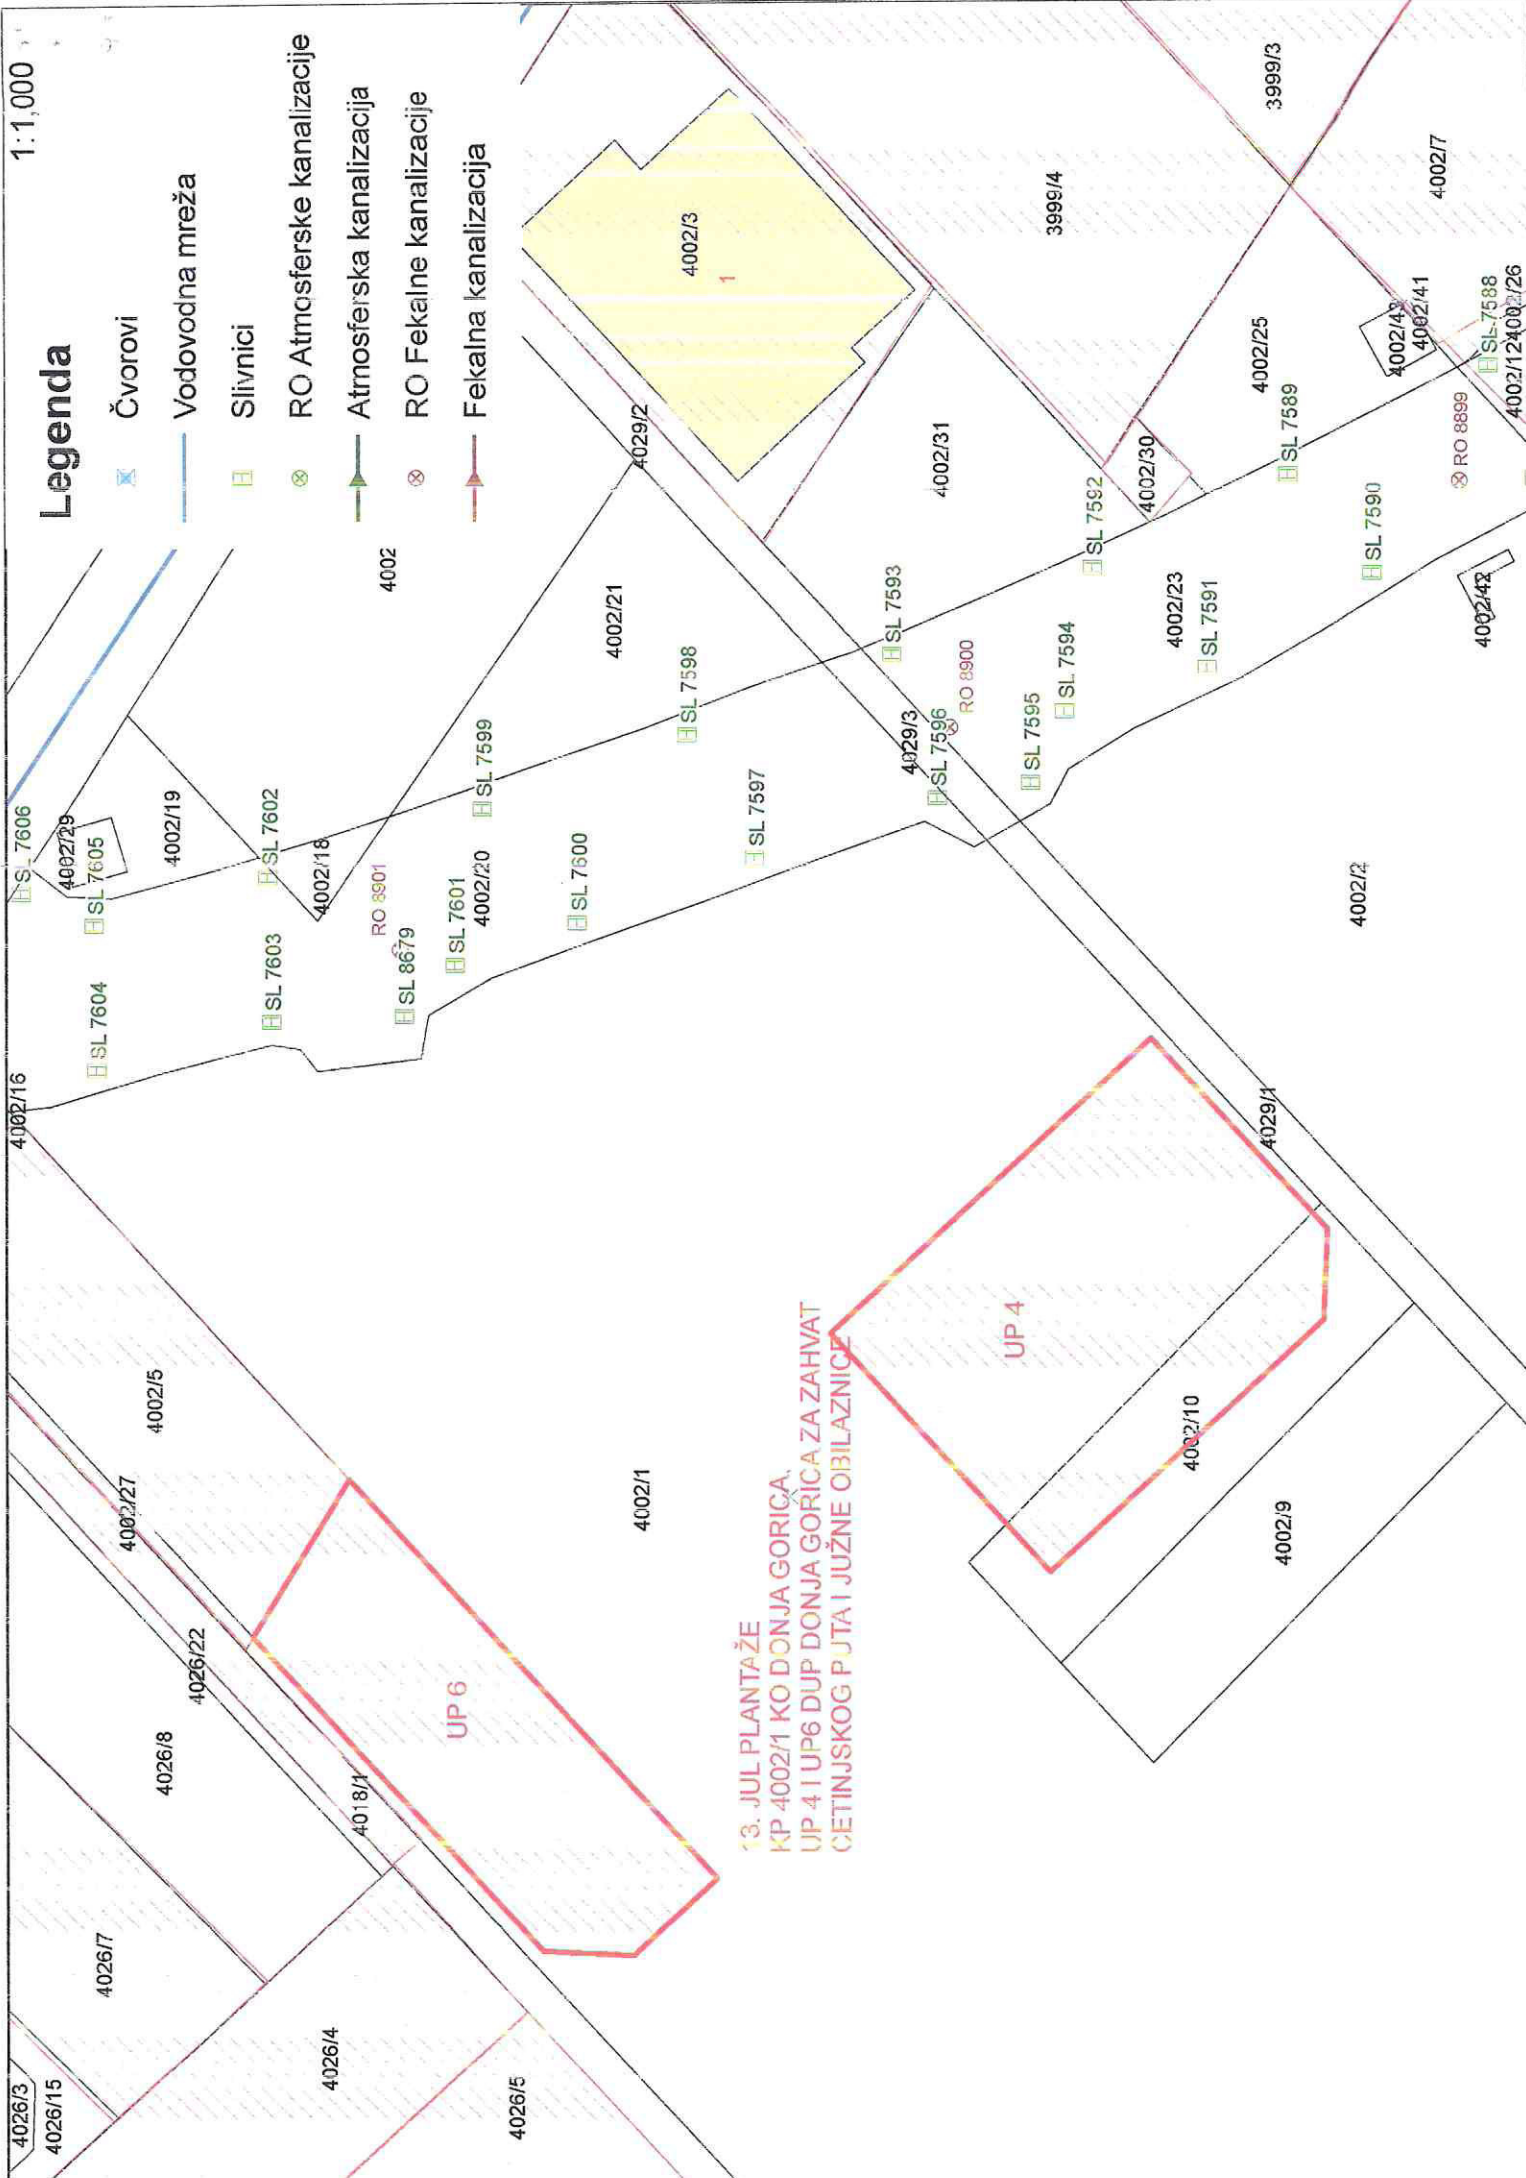 1:1,000
Legenda
Čvorovi
Vodovodna mreža
Slivnici
RO Atmosferske kanalizacije
Atmosferska kanalizacija
RO Fekalne kanalizacije
Fekalna kanalizacija
4026/3
4026/15
4026/7
4026/8
4026/22
4002/27
4002/5
4002/16
SL 7606
4002/29
SL 7605
SL 7604
4002/19
SL 7602
SL 7603
4002/18
RO 8901
SL 8679
SL 7601
4002/20
SL 7599
SL 7600
4002
4002/21
4029/2
4002/3
1
SL 7598
SL 7597
4026/4
4026/5
4018/1
UP 6
4002/1
13. JUL PLANTAŽE
KP 4002/1 KO DONJA GORICA,
UP 4 I UP6 DUP DONJA GORICA ZA ZAHVAT
CETINJSKOG PUTA I JUŽNE OBILAZNICE
SL 7593
4029/3
SL 7596
RO 8900
4002/31
3999/4
3999/3
SL 7592
4002/30
SL 7595
SL 7594
4002/23
SL 7591
4002/25
SL 7589
SL 7590
4002/7
4002/43
4002/41
RO 8899
SL 7588
4002/12
4002/26
4002/42
4002/2
UP 4
4029/1
4002/10
4002/9